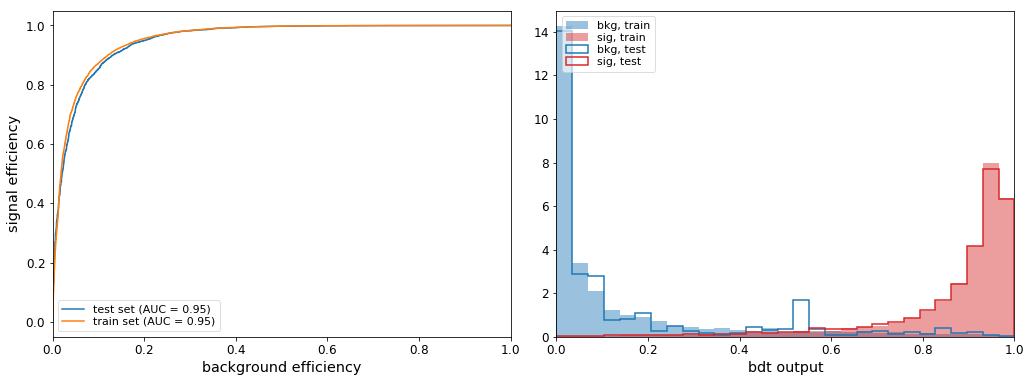 1.0
0.8
0.6
0.4
0.2
0.0
signal efficiency
test set (AUC = 0.95)
train set (AUC = 0.95)
0.0 0.2 0.4 0.6 0.8 1.0
background efficiency
14
12
10
8
6
4
2
0
bkg, train
sig, train
bkg, test
sig, test
0.0 0.2 0.4 0.6 0.8 1.0
bdt output